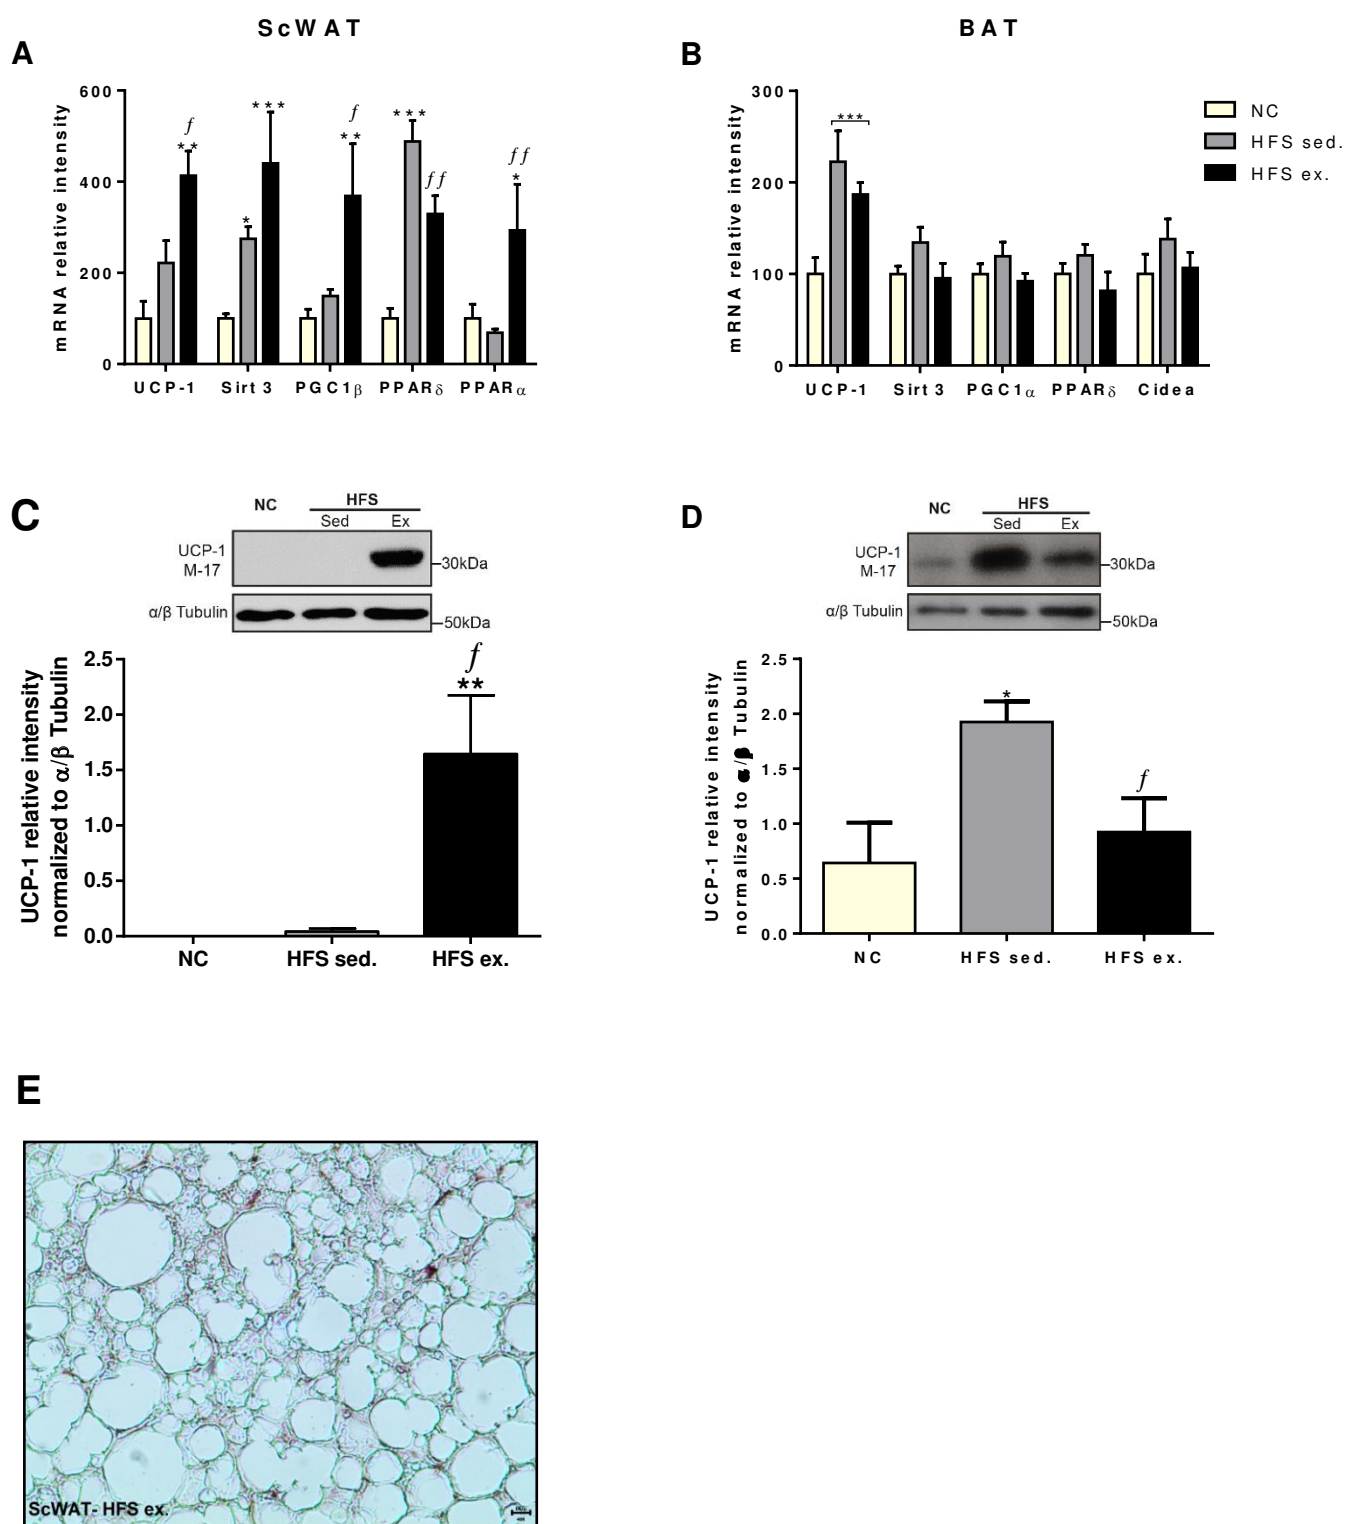 ScWAT
BAT
A
B
mRNA relative intensity
600
400
200
0
ƒ
**
*
***
ƒ
**
***
ƒƒ
ƒƒ
*
UCP-1 Sirt 3 PGC1β PPARδ PPARα
mRNA relative intensity
300
200
100
0
***
UCP-1 Sirt 3 PGC1α PPARδ Cidea
NC
HFS sed.
HFS ex.
C
NC HFS
Sed Ex
UCP-1
M-17
30kDa
α/β Tubulin
50kDa
UCP-1 relative intensity
normalized to α/β Tubulin
2.5
2.0
1.5
1.0
0.5
0.0
ƒ
**
NC HFS sed. HFS ex.
D
NC HFS
Sed Ex
UCP-1
M-17
30kDa
α/β Tubulin
50kDa
UCP-1 relative intensity
normalized to α/β Tubulin
2.5
2.0
1.5
1.0
0.5
0.0
*
ƒ
NC HFS sed. HFS ex.
E
ScWAT- HFS ex.